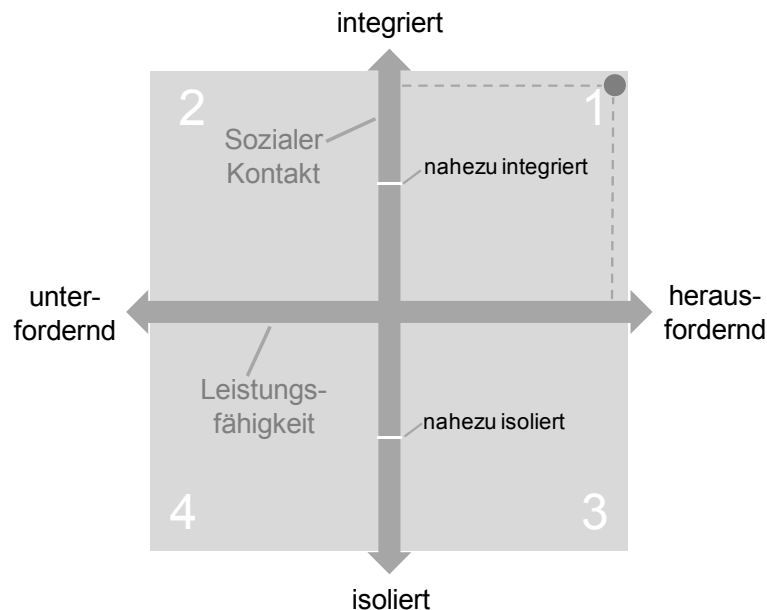 integriert
2
1
Sozialer
Kontakt
nahezu integriert
unter-
fordernd
heraus-
fordernd
Leistungs-
fähigkeit
nahezu isoliert
4
3
isoliert